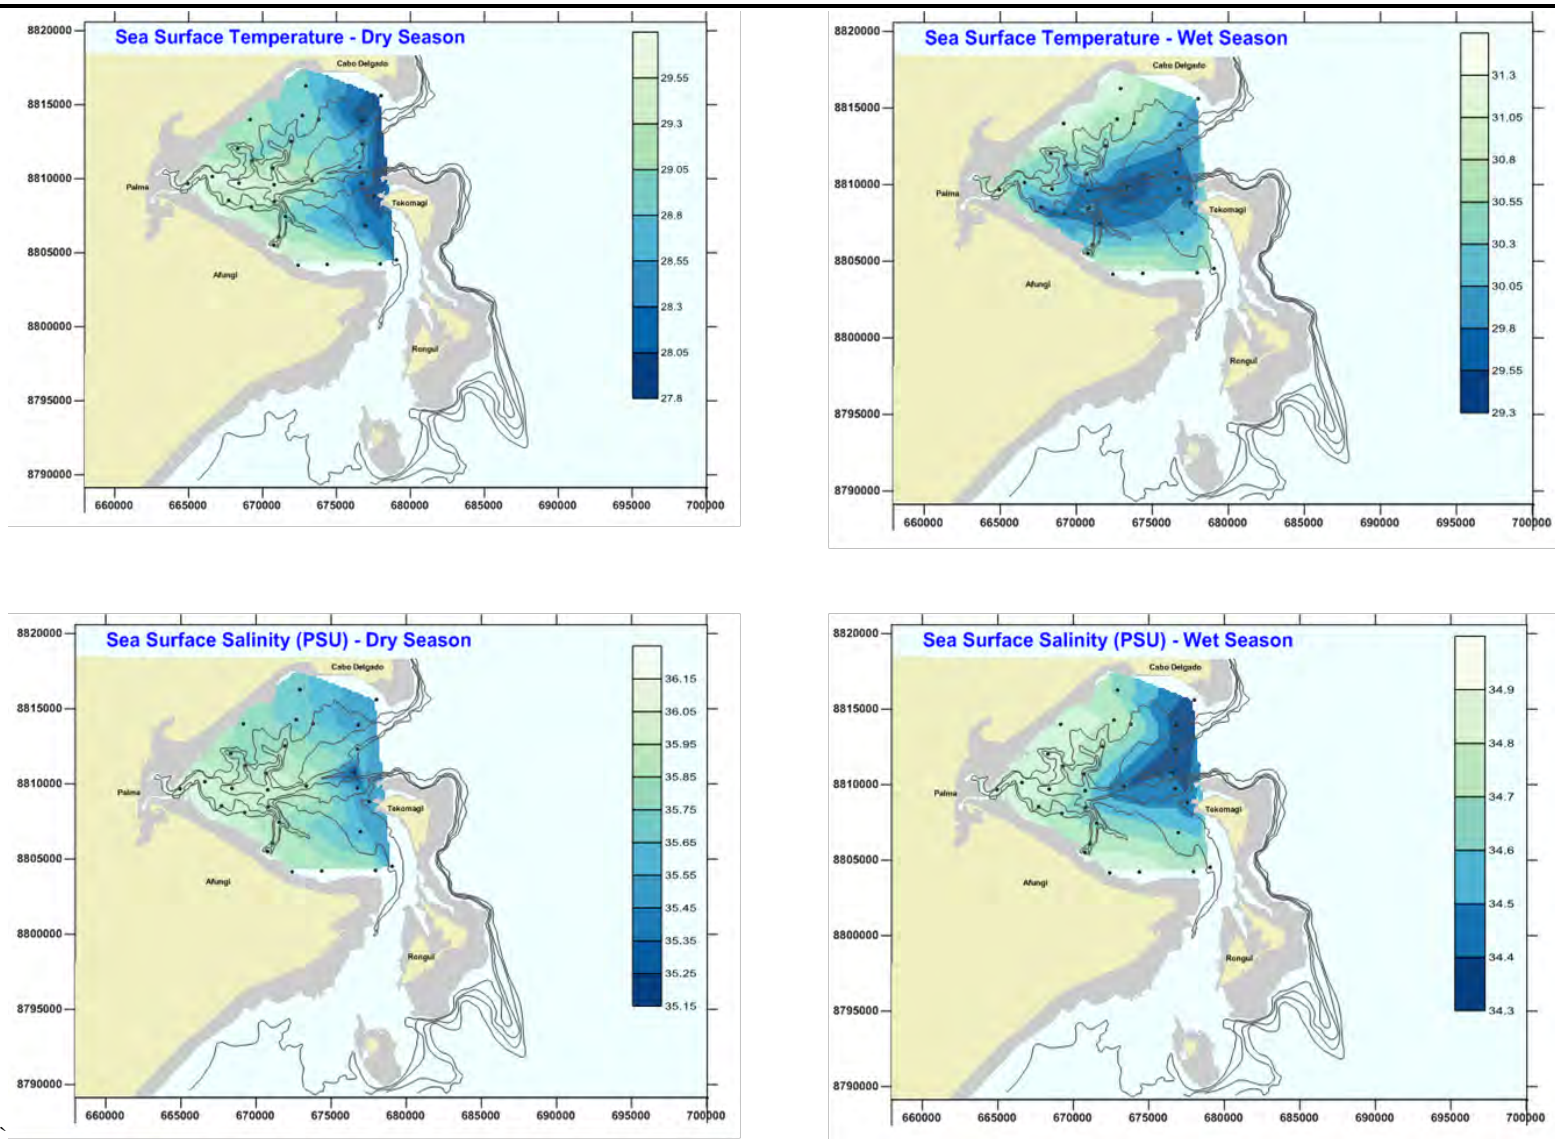 Sea Surface Temperature - Dry Season
8820000
8815000
8810000
8805000
8800000
8795000
8790000
Cabo Delgado
Palma
Tekomagi
Afungi
Rongui
29.55
29.3
29.05
28.8
28.55
28.3
28.05
27.8
660000 665000 670000 675000 680000 685000 690000 695000 700000
Sea Surface Temperature - Wet Season
8820000
8815000
8810000
8805000
8800000
8795000
8790000
Cabo Delgado
Palma
Tekomagi
Afungi
Rongui
31.3
31.05
30.8
30.55
30.3
30.05
29.8
29.55
29.3
660000 665000 670000 675000 680000 685000 690000 695000 700000
Sea Surface Salinity (PSU) - Dry Season
8820000
8815000
8810000
8805000
8800000
8795000
8790000
Cabo Delgado
Palma
Tekomagi
Afungi
Rongui
36.15
36.05
35.95
35.85
35.75
35.65
35.55
35.45
35.35
35.25
35.15
660000 665000 670000 675000 680000 685000 690000 695000 700000
Sea Surface Salinity (PSU) - Wet Season
8820000
8815000
8810000
8805000
8800000
8795000
8790000
Cabo Delgado
Palma
Tekomagi
Afungi
Rongui
34.9
34.8
34.7
34.6
34.5
34.4
34.3
660000 665000 670000 675000 680000 685000 690000 695000 700000
`